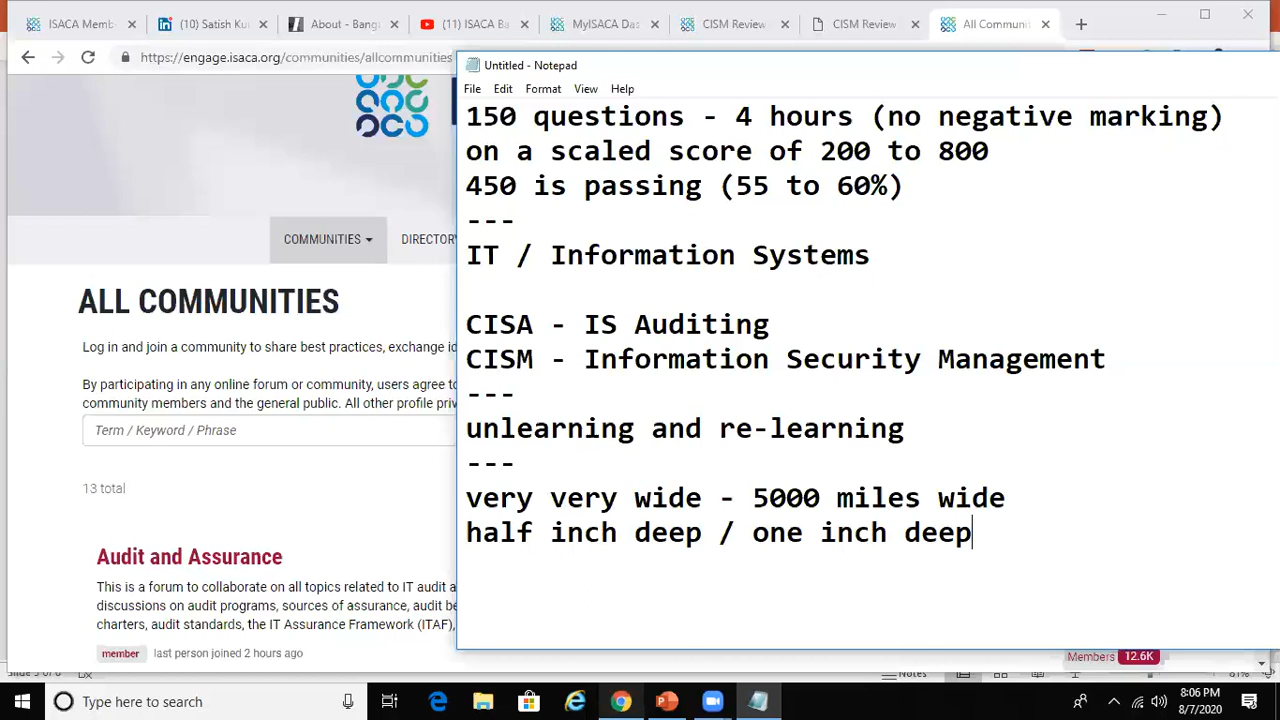 ISACA Memb
(10) Satish Ku
About - Bang
(11) ISACA Ba
MyISACA Das
CISM Review
CISM Review
All Communi
https://engage.isaca.org/communities/allcommunities
COMMUNITIES
DIRECTORY
ALL COMMUNITIES
Log in and join a community to share best practices, exchange id
By participating in any online forum or community, users agree to
community members and the general public. All other profile priv
Term / Keyword / Phrase
13 total
Audit and Assurance
This is a forum to collaborate on all topics related to IT audit a
discussions on audit programs, sources of assurance, audit be
charters, audit standards, the IT Assurance Framework (ITAF),
member last person joined 2 hours ago
Untitled - Notepad
File Edit Format View Help
150 questions - 4 hours (no negative marking)
on a scaled score of 200 to 800
450 is passing (55 to 60%)
---
IT / Information Systems
CISA - IS Auditing
CISM - Information Security Management
---
unlearning and re-learning
---
very very wide - 5000 miles wide
half inch deep / one inch deep
Members 12.6K
Notes
81%
Type here to search
8:06 PM
8/7/2020